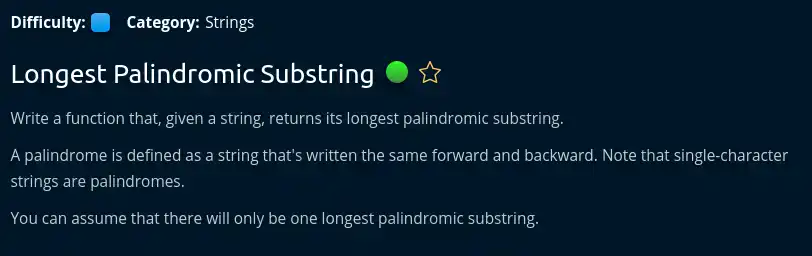 Difficulty: Category: Strings
Longest Palindromic Substring
Write a function that, given a string, returns its longest palindromic substring.
A palindrome is defined as a string that's written the same forward and backward. Note that single-character
strings are palindromes.
You can assume that there will only be one longest palindromic substring.